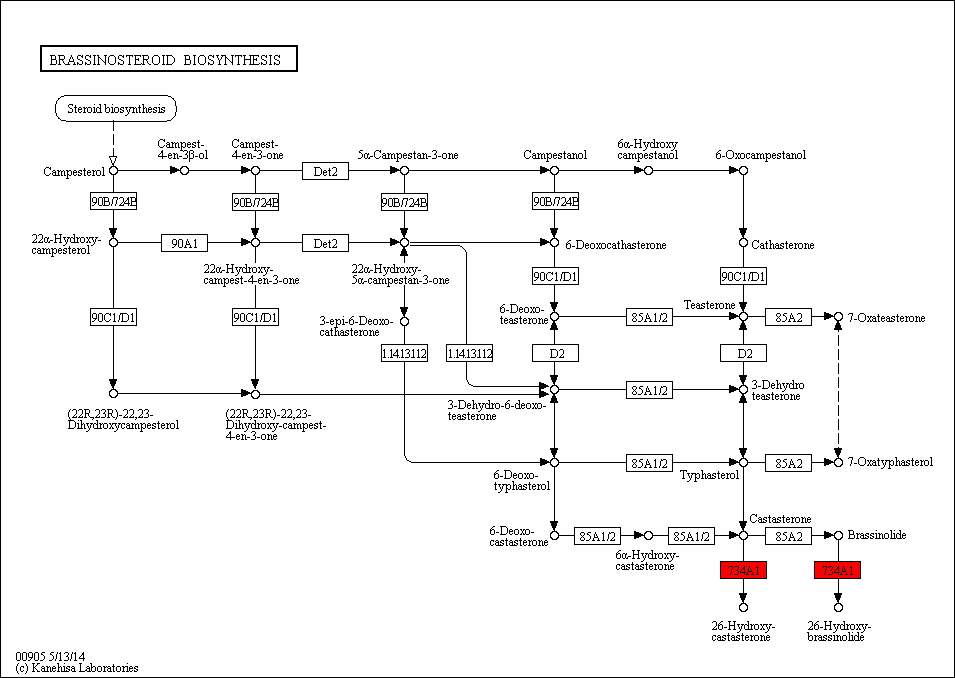 BRASSINOSTEROID BIOSYNTHESIS
Steroid biosynthesis
Campest-
4-en-3β-ol
Campest-
4-en-3-one
5α-Campestan-3-one
Campestanol
6α-Hydroxy
campestanol
6-Oxocampestanol
Campesterol
Det2
90B/724B
90B/724B
90B/724B
90B/724B
22α-Hydroxy-
campesterol
90A1
Det2
6-Deoxocathasterone
Cathasterone
22α-Hydroxy-
campest-4-en-3-one
22α-Hydroxy-
5α-campestan-3-one
90C1/D1
90C1/D1
90C1/D1
90C1/D1
3-epi-6-Deoxo-
cathasterone
6-Deoxo-
teasterone
85A1/2
Teasterone
85A2
7-Oxateasterone
1.14.13.112
1.14.13.112
D2
D2
85A1/2
3-Dehydro
teasterone
(22R,23R)-22,23-
Dihydroxycampesterol
(22R,23R)-22,23-
Dihydroxy-campest-
4-en-3-one
3-Dehydro-6-deoxo-
teasterone
6-Deoxo-
typhasterol
85A1/2
Typhasterol
85A2
7-Oxatyphasterol
6-Deoxo-
castasterone
85A1/2
6α-Hydroxy-
castasterone
85A1/2
Castasterone
85A2
Brassinolide
734A1
734A1
26-Hydroxy-
castasterone
26-Hydroxy-
brassinolide
00905 5/13/14
(c) Kanehisa Laboratories